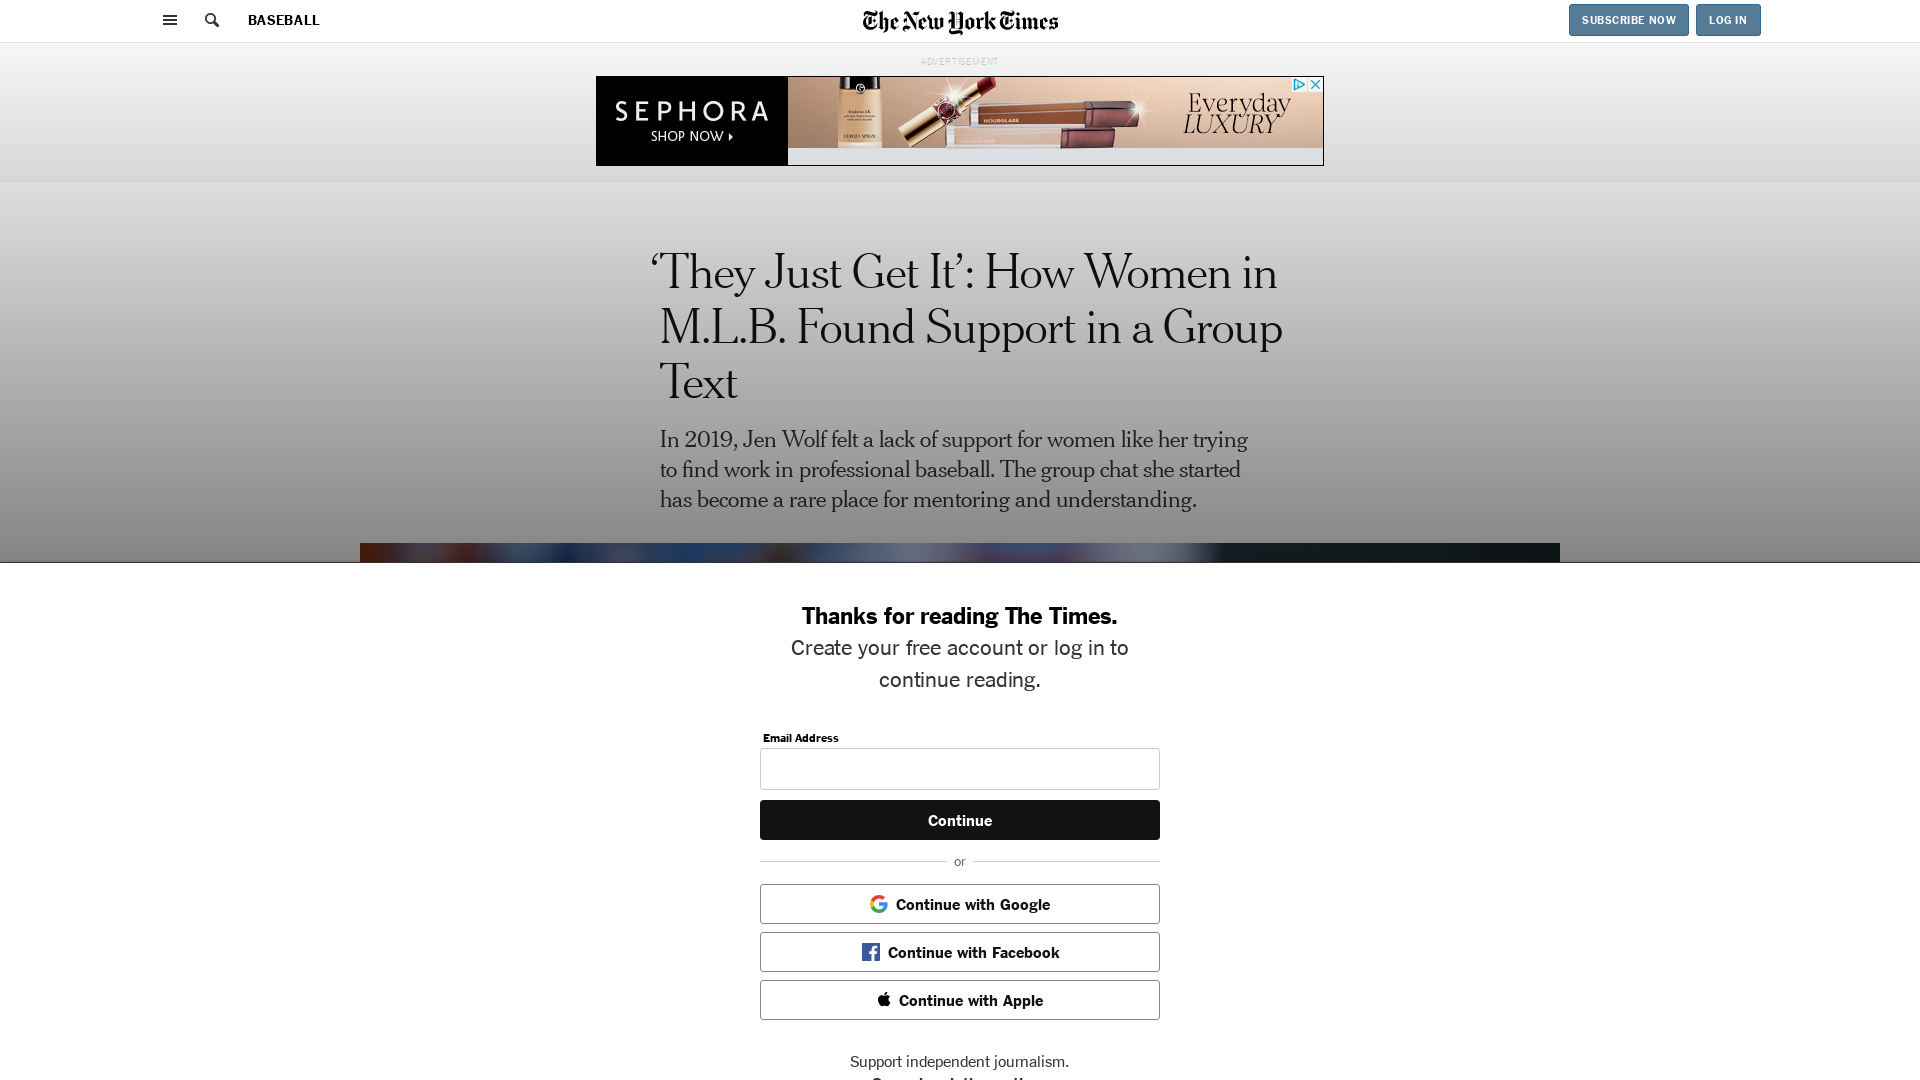 BASEBALL
The New York Times
SUBSCRIBE NOW
LOG IN
ADVERTISEMENT
SEPHORA
SHOP NOW
HOURGLASS
Everyday
LUXURY
‘They Just Get It’: How Women in
M.L.B. Found Support in a Group
Text
In 2019, Jen Wolf felt a lack of support for women like her trying
to find work in professional baseball. The group chat she started
has become a rare place for mentoring and understanding.
Thanks for reading The Times.
Create your free account or log in to
continue reading.
Email Address
Continue
or
Continue with Google
Continue with Facebook
Continue with Apple
Support independent journalism.